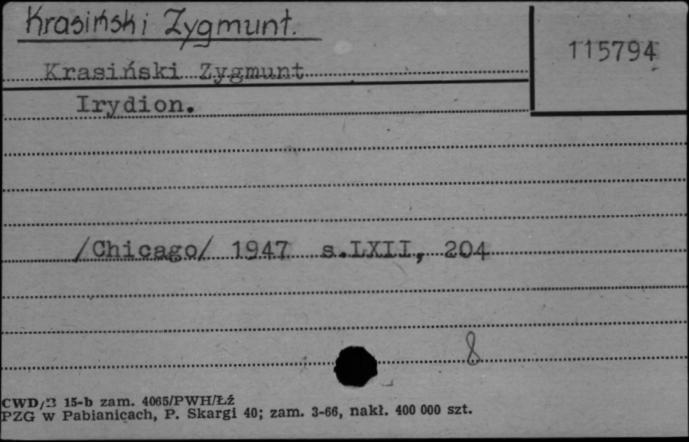 Krasiński Zygmunt.
115794
Krasiński Zygmunt
Irydion.
/Chicago/ 1947 s.LXII, 204
8
CWD/3 15-b zam. 4065/PWH/Łź
PZG w Pabianicach, P. Skargi 40; zam. 3-66, nakł. 400 000 szt.